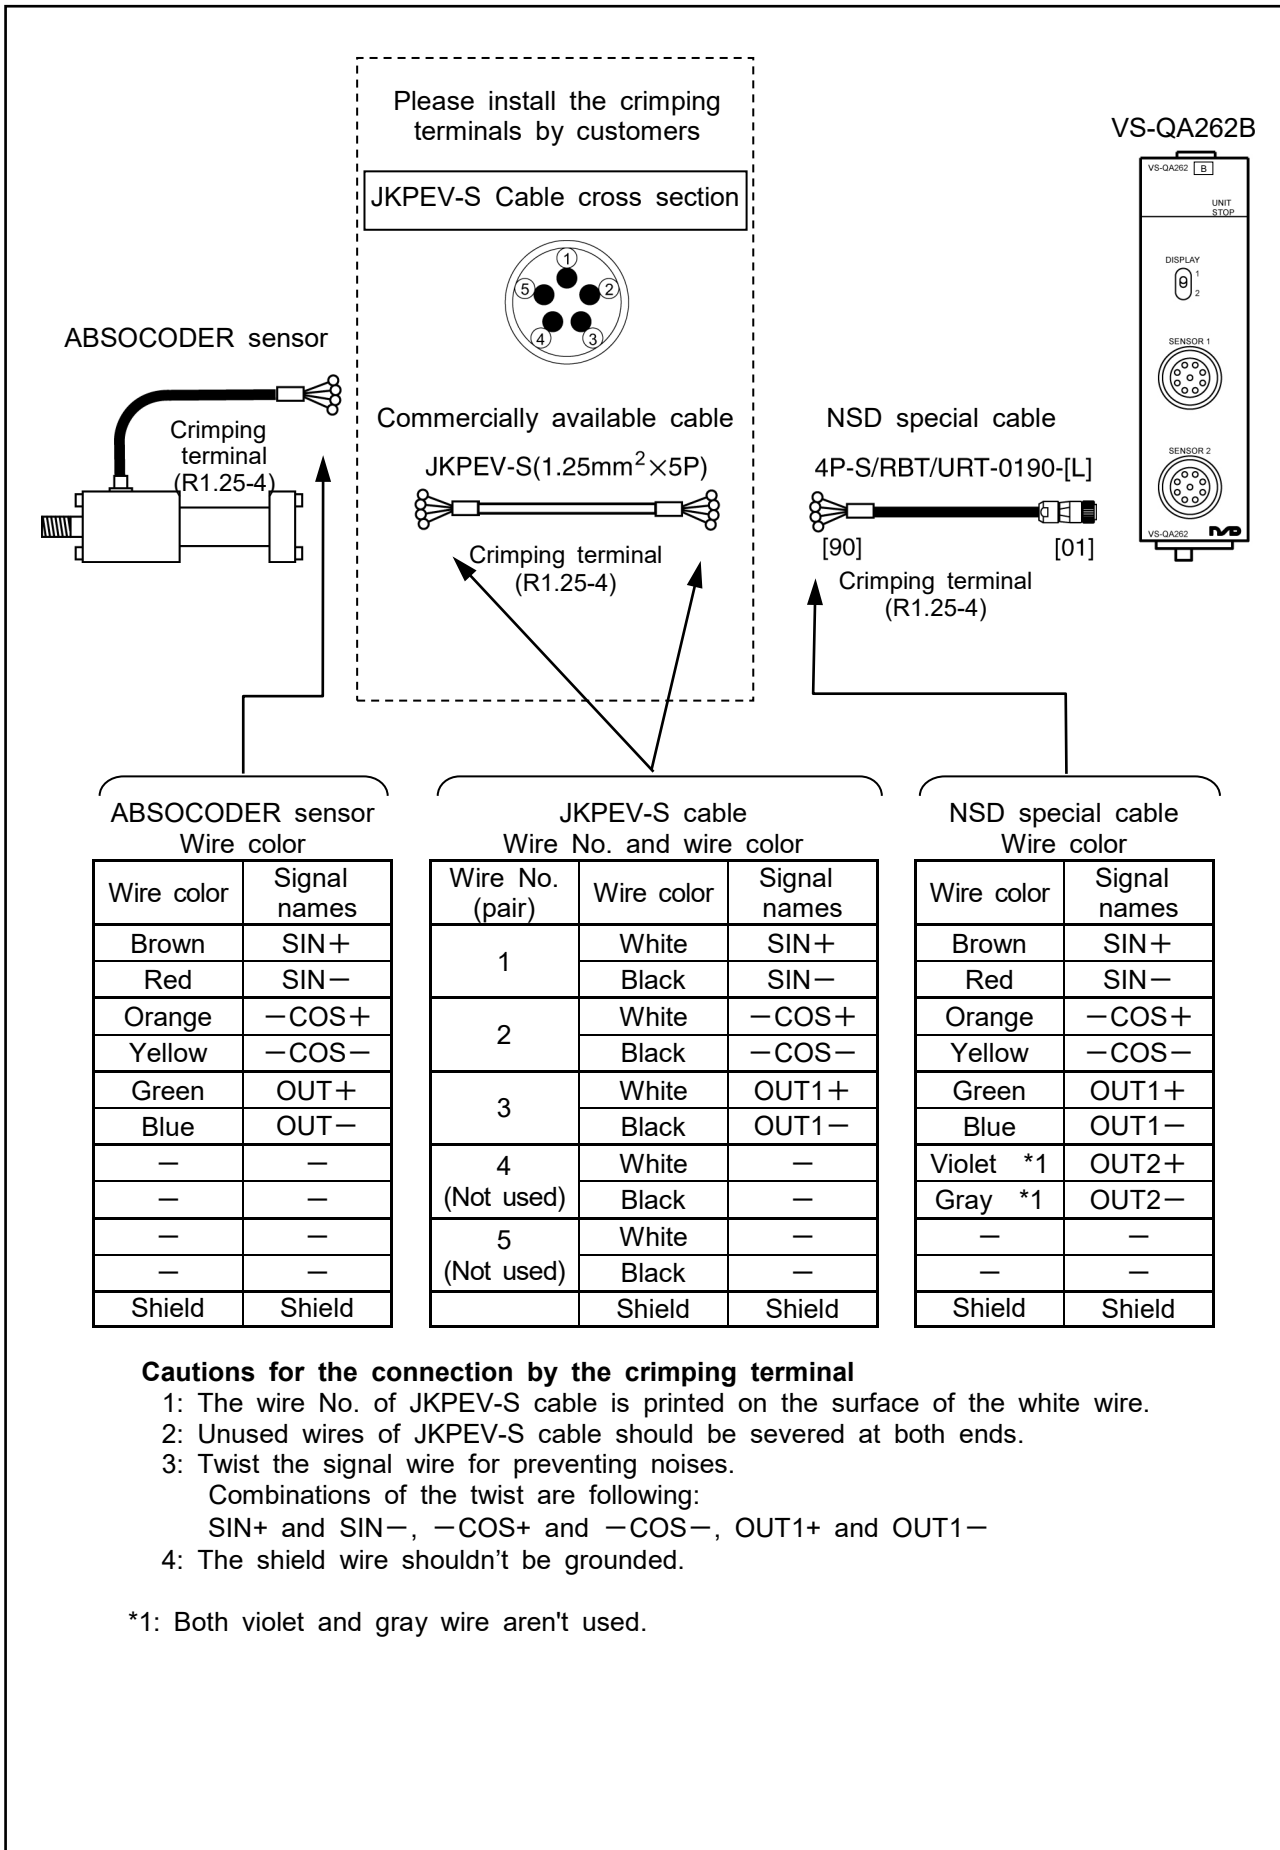 Please install the crimping
terminals by customers
JKPEV-S Cable cross section
1
5
2
4
3
VS-QA262B
VS-QA262 B
UNIT
STOP
DISPLAY
1
2
SENSOR 1
SENSOR 2
VS-QA262 NSD
ABSOCODER sensor
Crimping
terminal
(R1.25-4)
Commercially available cable
JKPEV-S(1.25mm²×5P)
Crimping terminal
(R1.25-4)
NSD special cable
4P-S/RBT/URT-0190-[L]
[90] [01]
Crimping terminal
(R1.25-4)
ABSOCODER sensor
Wire color
Wire color Signal names
Brown SIN+
Red SIN−
Orange −COS+
Yellow −COS−
Green OUT+
Blue OUT−
− −
− −
− −
− −
Shield Shield
JKPEV-S cable
Wire No. and wire color
Wire No. (pair) Wire color Signal names
1 White SIN+
Black SIN−
2 White −COS+
Black −COS−
3 White OUT1+
Black OUT1−
4 (Not used) White −
Black −
5 (Not used) White −
Black −
Shield Shield
NSD special cable
Wire color
Wire color Signal names
Brown SIN+
Red SIN−
Orange −COS+
Yellow −COS−
Green OUT1+
Blue OUT1−
Violet *1 OUT2+
Gray *1 OUT2−
− −
− −
Shield Shield
Cautions for the connection by the crimping terminal
1: The wire No. of JKPEV-S cable is printed on the surface of the white wire.
2: Unused wires of JKPEV-S cable should be severed at both ends.
3: Twist the signal wire for preventing noises.
Combinations of the twist are following:
SIN+ and SIN−, −COS+ and −COS−, OUT1+ and OUT1−
4: The shield wire shouldn’t be grounded.
*1: Both violet and gray wire aren't used.